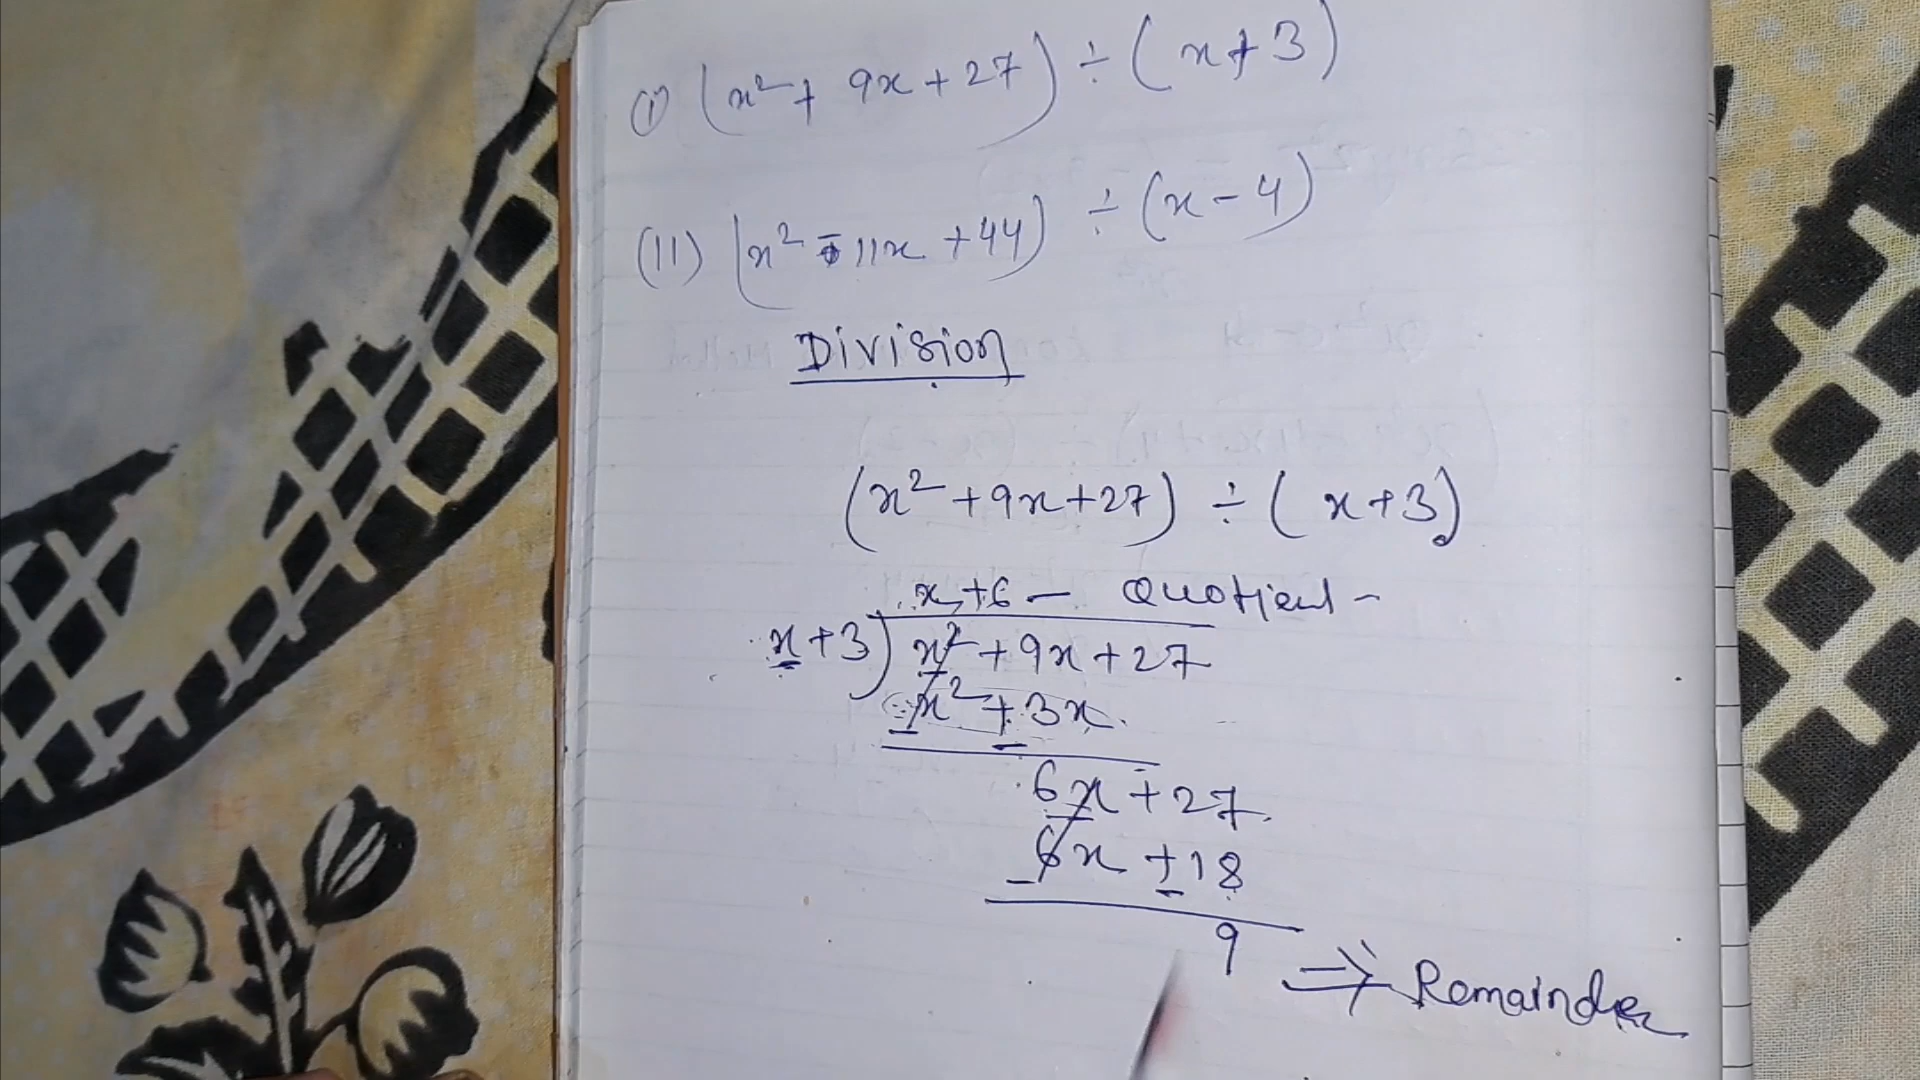 (i) (x² + 9x + 27) ÷ (x + 3)
(11) (x² - 11x + 44) ÷ (x - 4)
Division
(x² + 9x + 27) ÷ (x + 3)
x + 6 — Quotient -
x + 3) x² + 9x + 27
x² + 3x
6x + 27
6x + 18
9 ⇒ Remainder